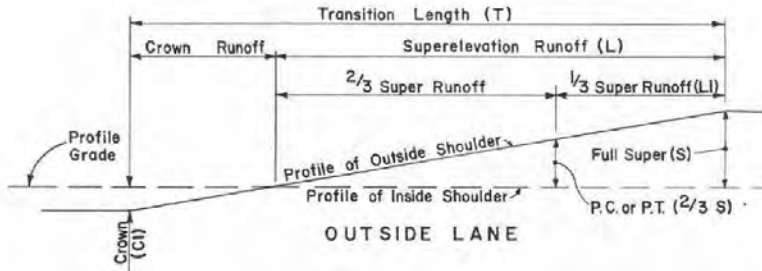 Transition Length (T)
Crown Runoff
Superelevation Runoff (L)
2/3 Super Runoff
1/3 Super Runoff(L1)
Profile
Grade
Profile of Outside Shoulder
Full Super (S)
Profile of Inside Shoulder
P.C. or P.T. (2/3 S)
Crown
(C1)
OUTSIDE LANE